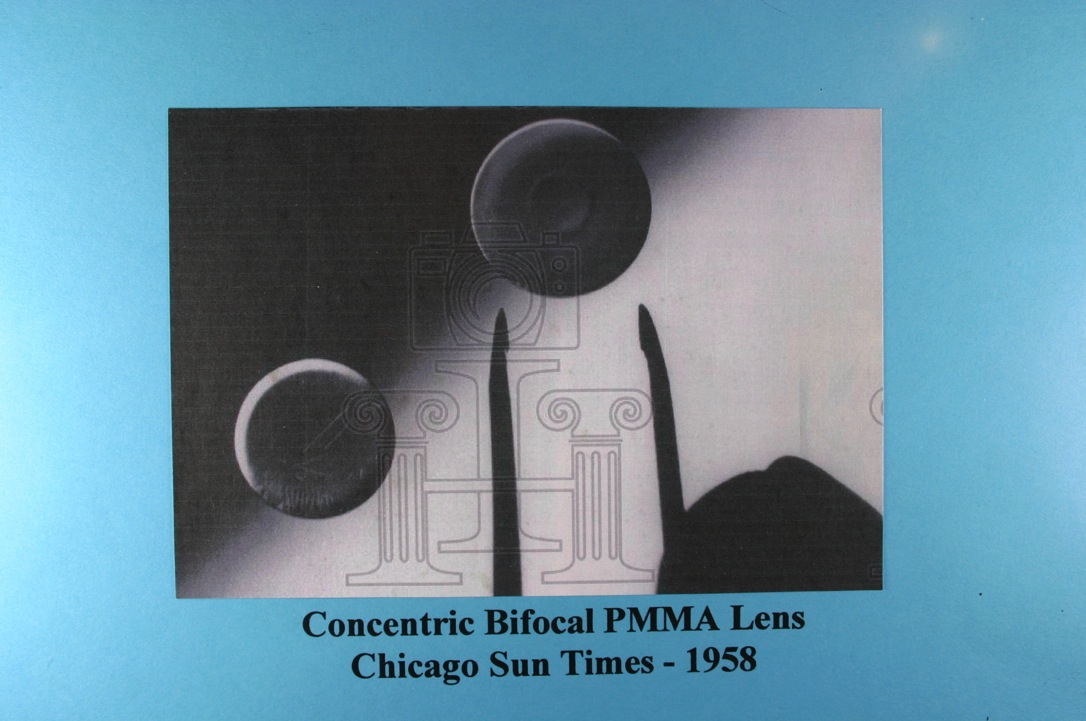 Concentric Bifocal PMMA Lens
Chicago Sun Times - 1958